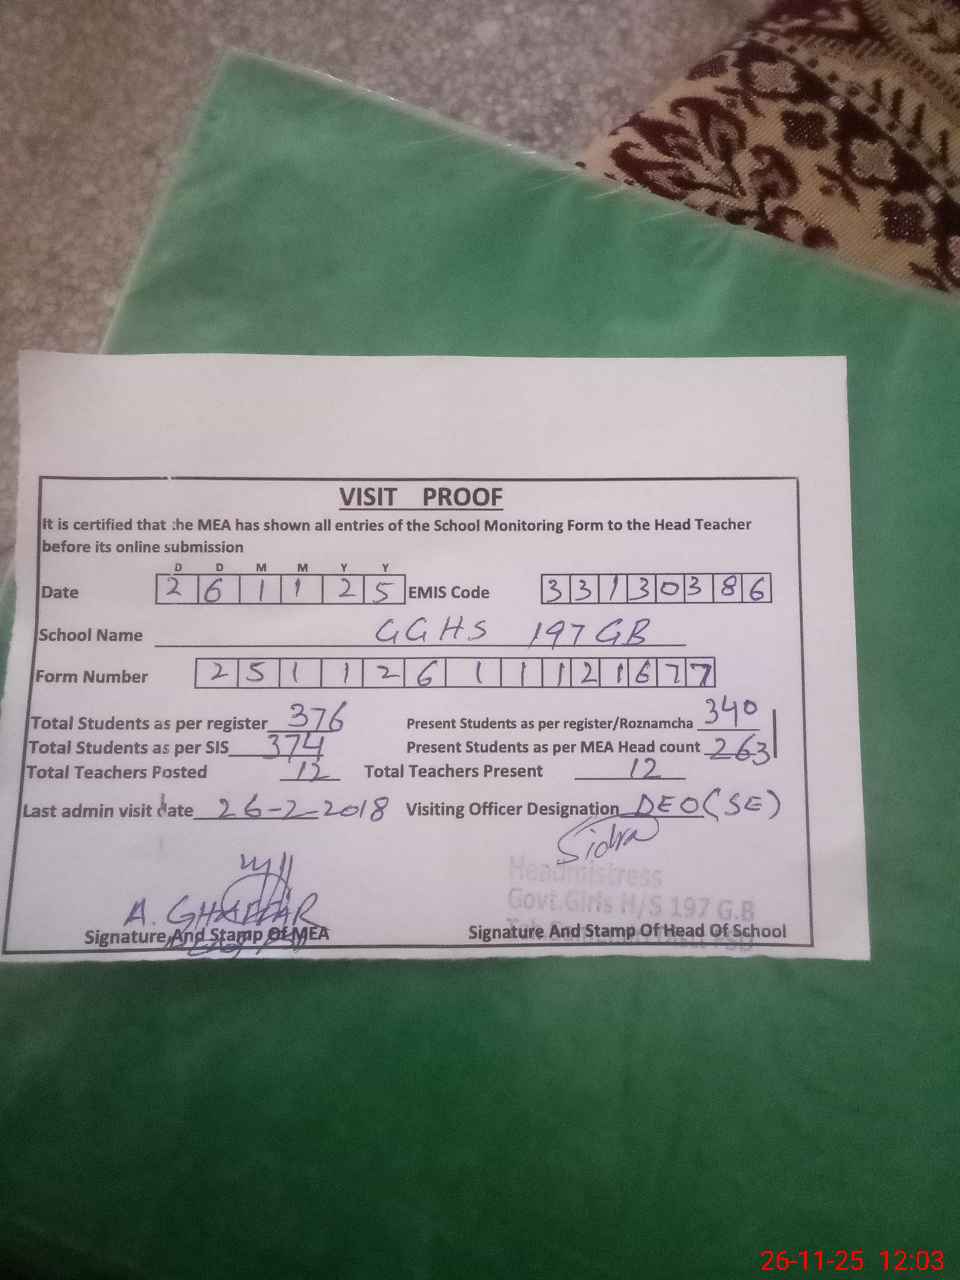 VISIT PROOF
It is certified that the MEA has shown all entries of the School Monitoring Form to the Head Teacher
before its online submission
D D M M Y Y
Date 2 6 1 1 2 5 EMIS Code 3 3 1 3 0 3 8 6
School Name GGHS 197 GB
Form Number 2 5 1 1 2 6 1 1 1 2 1 6 7 7
Total Students as per register 376 Present Students as per register/Roznamcha 340
Total Students as per SIS 374 Present Students as per MEA Head count 263
Total Teachers Posted 12 Total Teachers Present 12
Last admin visit date 26-2-2018 Visiting Officer Designation DEO(SE)
Sidra
Headmistress
Govt.Girls H/S 197 G.B
A. GHAFFAR
Signature And Stamp Of MEA Signature And Stamp Of Head Of School
26-11-25 12:03